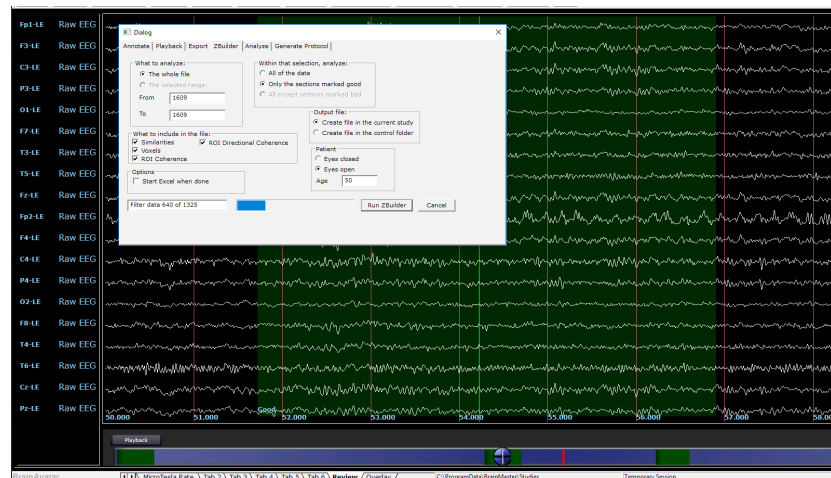 Fp1-LE Raw EEG
F3-LE Raw EEG
C3-LE Raw EEG
P3-LE Raw EEG
O1-LE Raw EEG
F7-LE Raw EEG
T3-LE Raw EEG
T5-LE Raw EEG
Fz-LE Raw EEG
Fp2-LE Raw EEG
F4-LE Raw EEG
C4-LE Raw EEG
P4-LE Raw EEG
O2-LE Raw EEG
F8-LE Raw EEG
T4-LE Raw EEG
T6-LE Raw EEG
Cz-LE Raw EEG
Pz-LE Raw EEG
Dialog
Annotate Playback Export ZBuilder Analyze Generate Protocol
What to analyze:
The whole file
The selected range:
From 1609
To 1609
Within that selection, analyze:
All of the data
Only the sections marked good
All except sections marked bad
Output file:
Create file in the current study
Create file in the control folder
What to include in the file:
Similarities ROI Directional Coherence
Voxels
ROI Coherence
Patient
Eyes closed
Eyes open
Age 50
Options
Start Excel when done
Filter data 640 of 1325 Run ZBuilder Cancel
Good
50.000 51.000 52.000 53.000 54.000 55.000 56.000 57.000 58.00
Playback
BrainAvatar MicroTesla Rate Tab 2 Tab 3 Tab 4 Tab 5 Tab 6 Review Overlay C:\ProgramData\BrainMaster\Studies Temporary Session